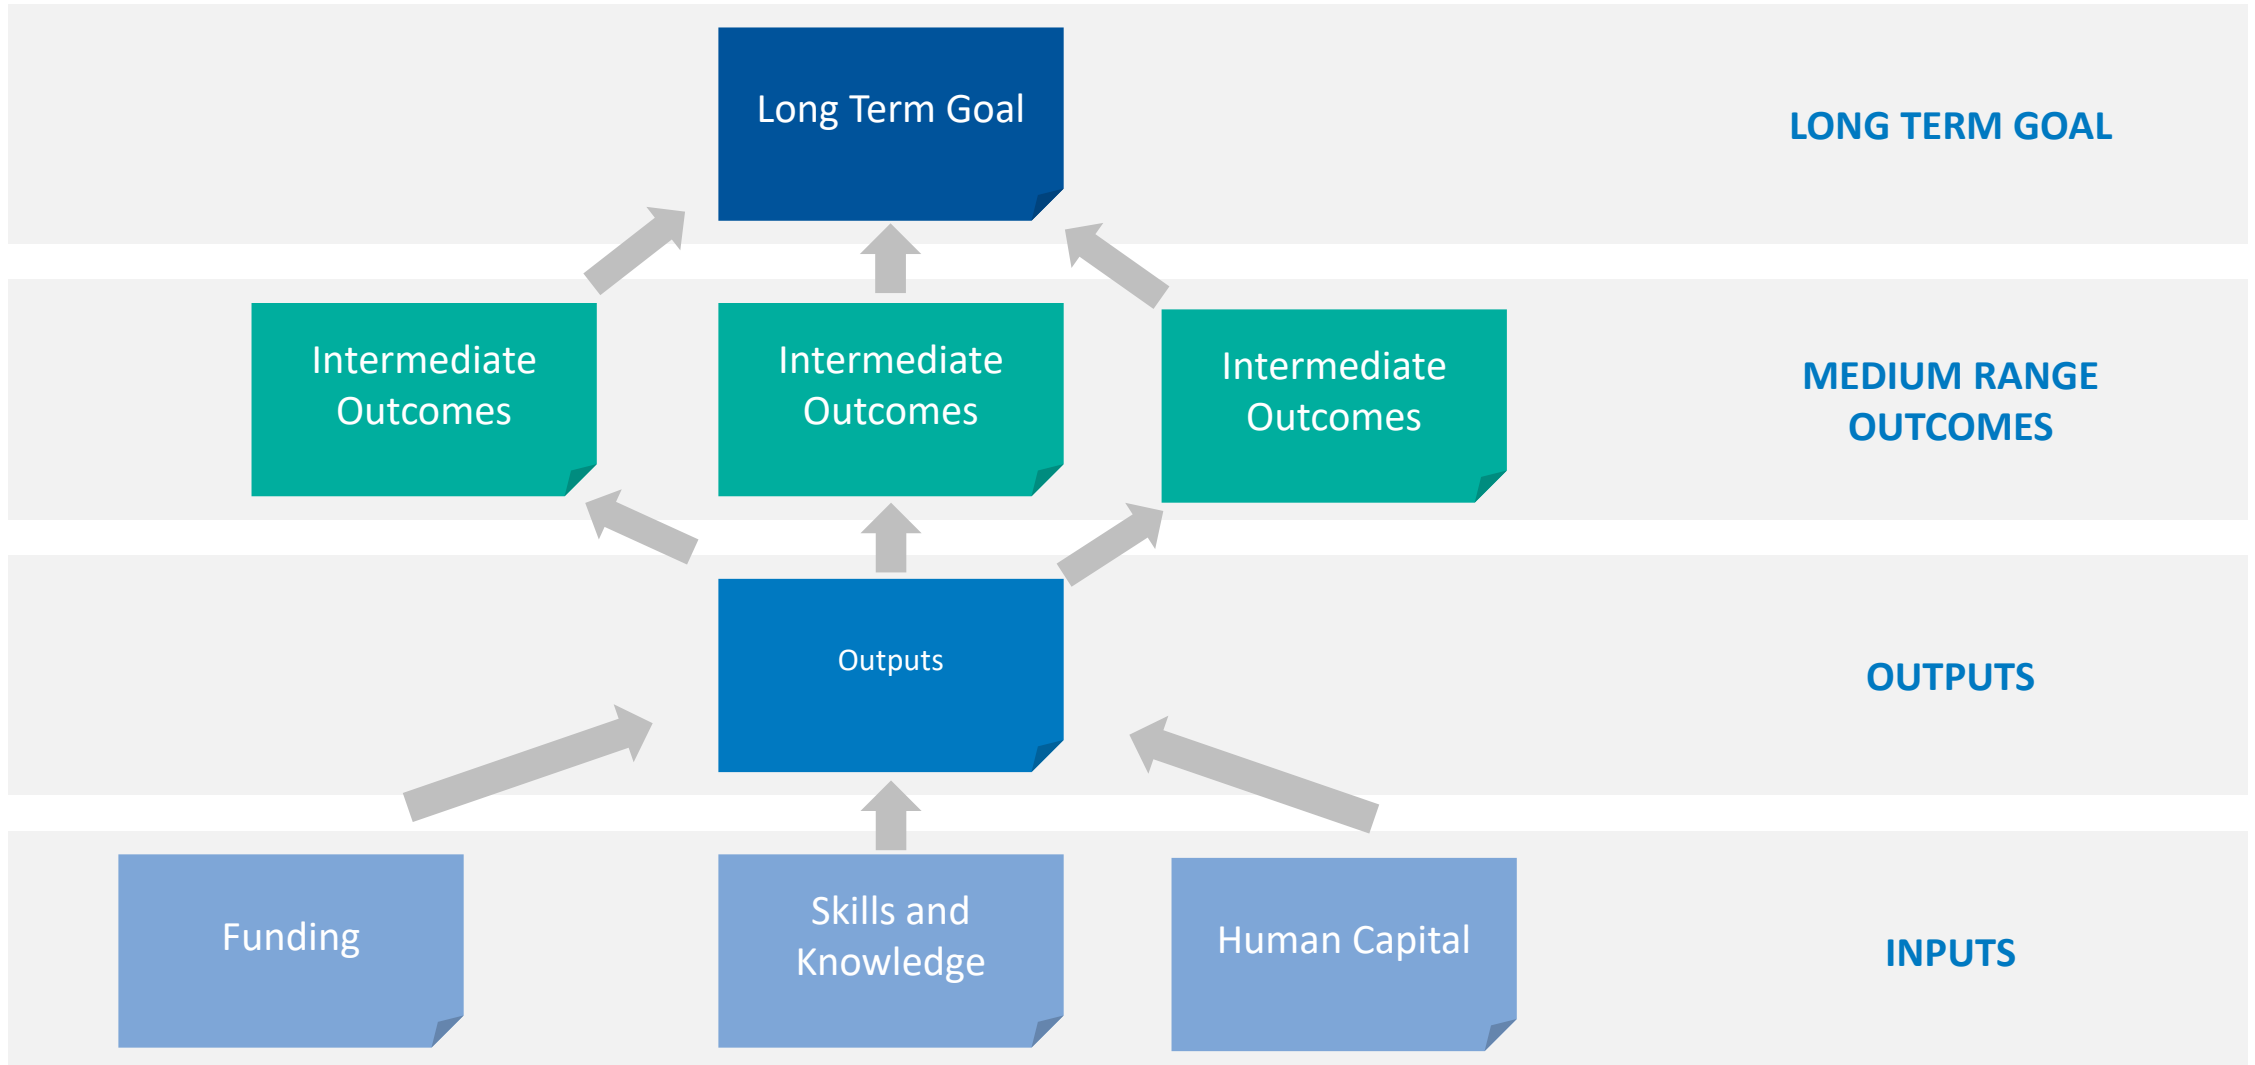 Long Term Goal
LONG TERM GOAL
Intermediate
Outcomes
Intermediate
Outcomes
Intermediate
Outcomes
MEDIUM RANGE
OUTCOMES
Outputs
OUTPUTS
Funding
Skills and
Knowledge
Human Capital
INPUTS